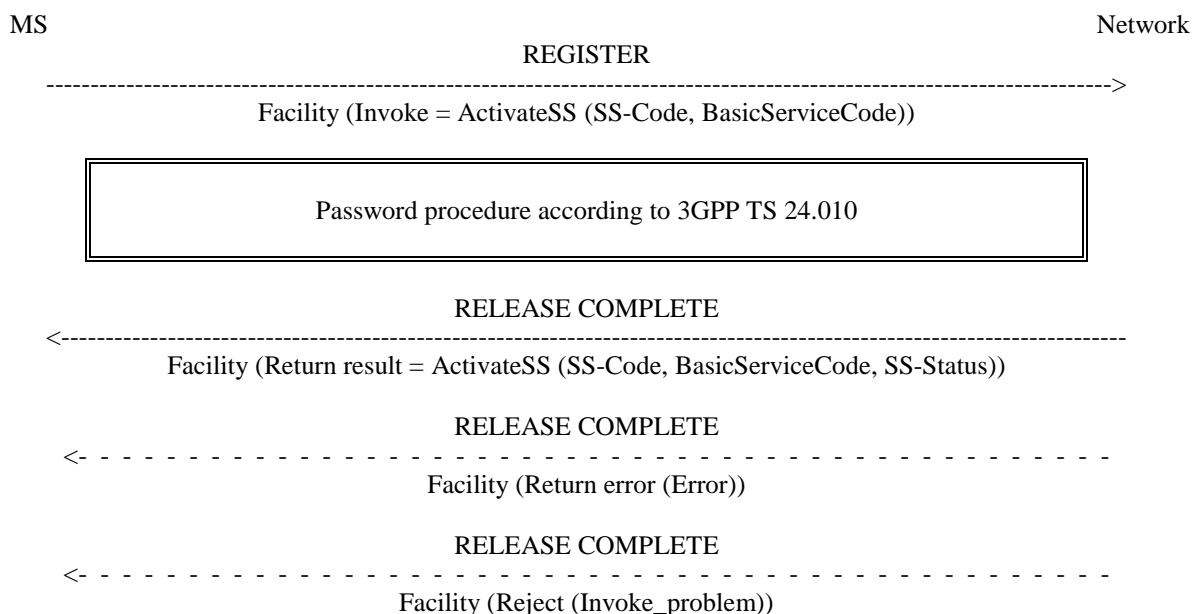 MS Network
REGISTER
------------------------------------------------------------------------------------------------------------------------>
Facility (Invoke = ActivateSS (SS-Code, BasicServiceCode))
Password procedure according to 3GPP TS 24.010
RELEASE COMPLETE
<------------------------------------------------------------------------------------------------------------------------
Facility (Return result = ActivateSS (SS-Code, BasicServiceCode, SS-Status))
RELEASE COMPLETE
<- - - - - - - - - - - - - - - - - - - - - - - - - - - - - - - - - - - - - - - - - - - - - - -
Facility (Return error (Error))
RELEASE COMPLETE
<- - - - - - - - - - - - - - - - - - - - - - - - - - - - - - - - - - - - - - - - - - - - - - -
Facility (Reject (Invoke_problem))